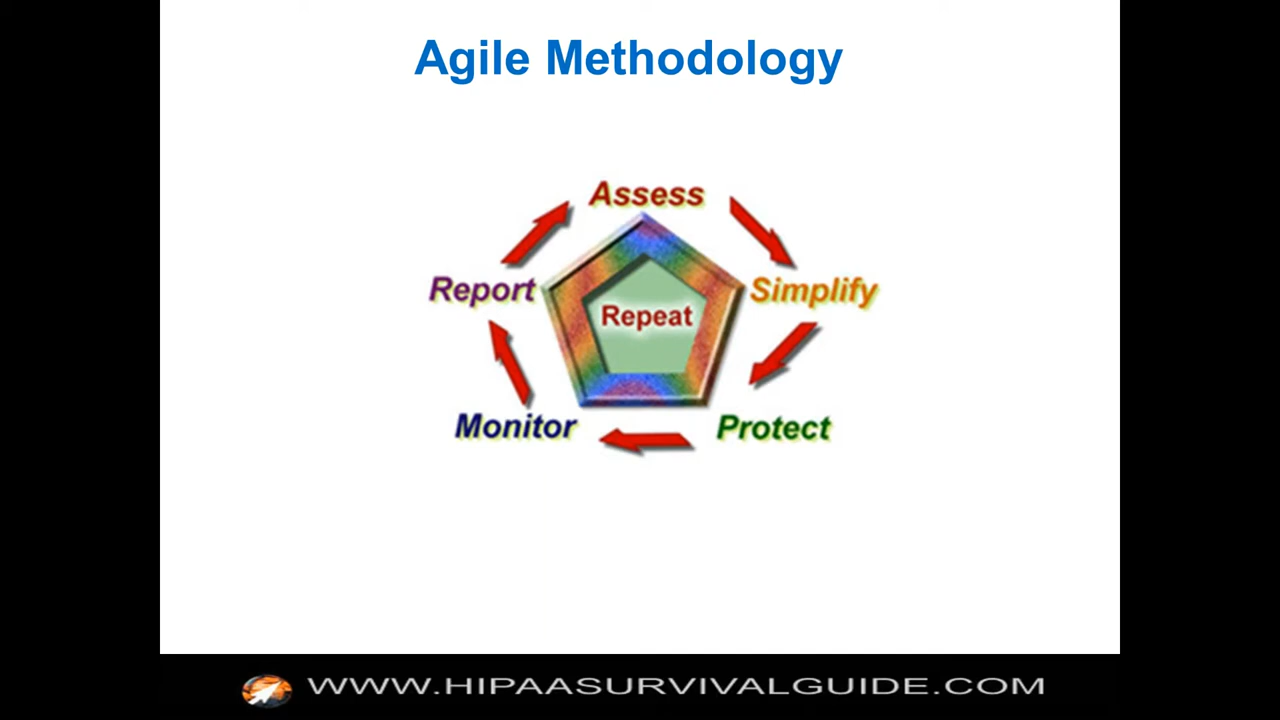 Agile Methodology
Assess
Simplify
Protect
Monitor
Report
Repeat
WWW.HIPAASURVIVALGUIDE.COM